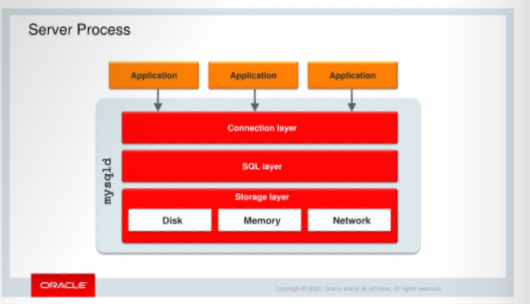 Server Process
Application
Application
Application
mysqld
Connection layer
SQL layer
Storage layer
Disk
Memory
Network
ORACLE
Copyright © 2020, Oracle and/or its affiliates. All rights reserved.